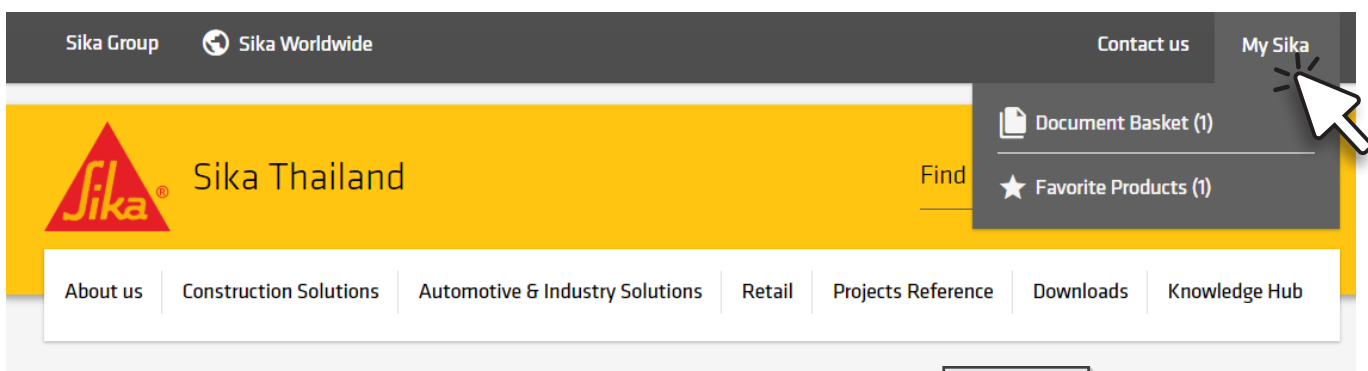 Sika Group Sika Worldwide Contact us My Sika
Document Basket (1)
Sika® Sika Thailand Find
Favorite Products (1)
About us Construction Solutions Automotive & Industry Solutions Retail Projects Reference Downloads Knowledge Hub